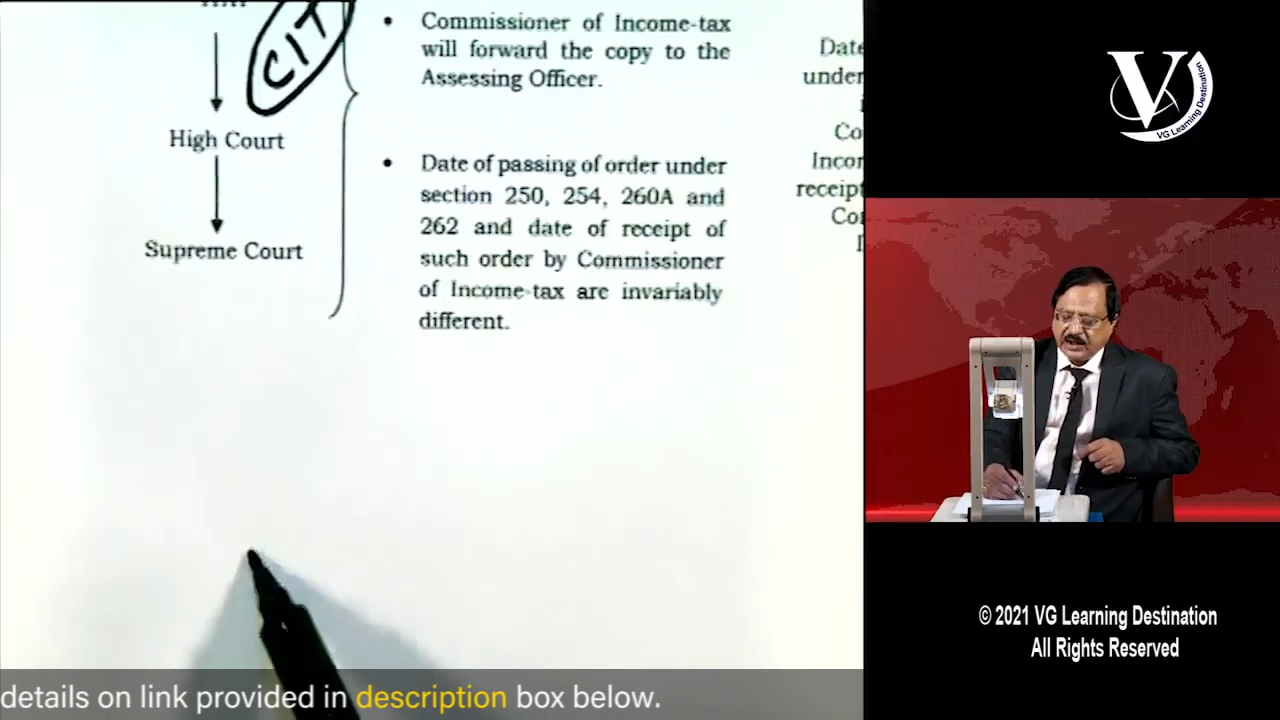 CIT
High Court
Supreme Court
• Commissioner of Income-tax
will forward the copy to the
Assessing Officer.
• Date of passing of order under
section 250, 254, 260A and
262 and date of receipt of
such order by Commissioner
of Income-tax are invariably
different.
Date
under
Co
Incor
receipt
Co
V
VG Learning Destination
© 2021 VG Learning Destination
All Rights Reserved
details on link provided in description box below.